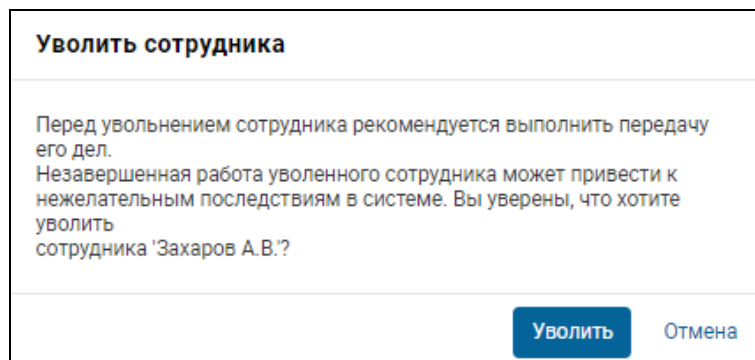 Уволить сотрудника
Перед увольнением сотрудника рекомендуется выполнить передачу
его дел.
Незавершенная работа уволенного сотрудника может привести к
нежелательным последствиям в системе. Вы уверены, что хотите
уволить
сотрудника 'Захаров А.В.'?
Уволить Отмена